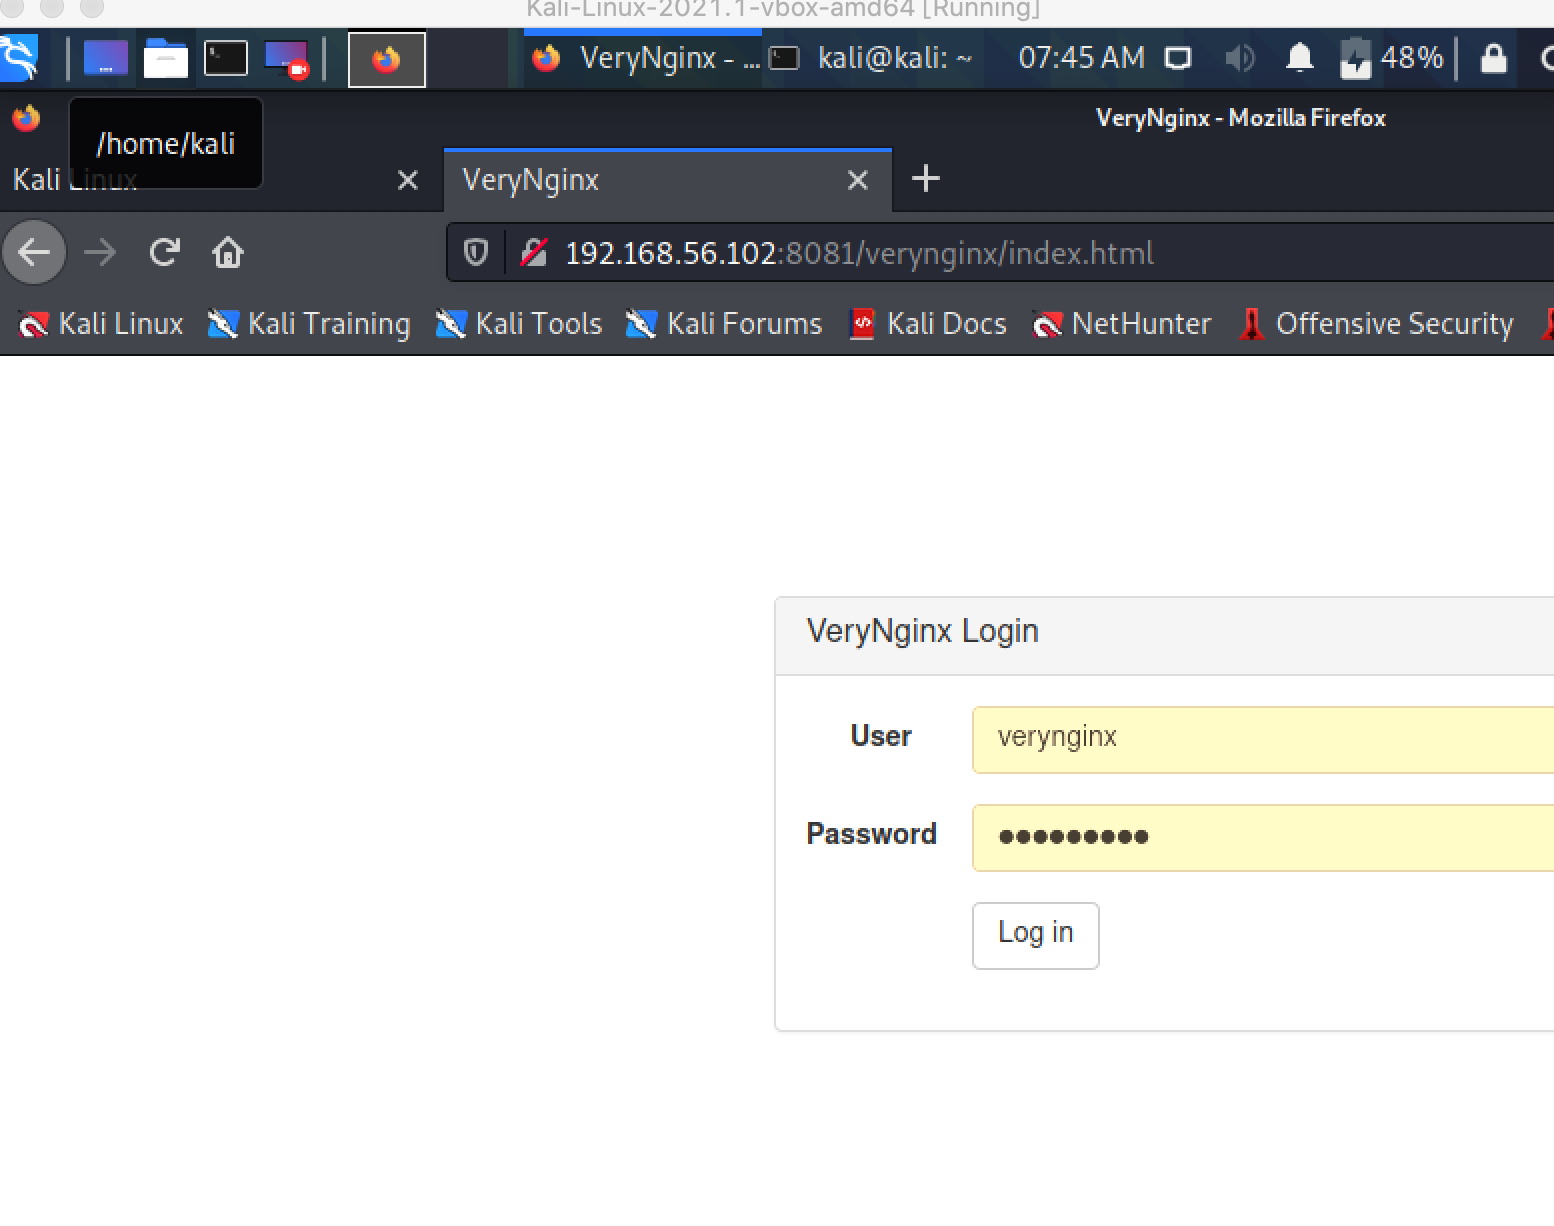 Kali-Linux-2021.1-vbox-amd64 [Running]
VeryNginx - ... kali@kali: ~ 07:45 AM 48%
VeryNginx - Mozilla Firefox
/home/kali
Kali Linux VeryNginx
192.168.56.102:8081/verynginx/index.html
Kali Linux Kali Training Kali Tools Kali Forums Kali Docs NetHunter Offensive Security
VeryNginx Login
User verynginx
Password •••••••••
Log in